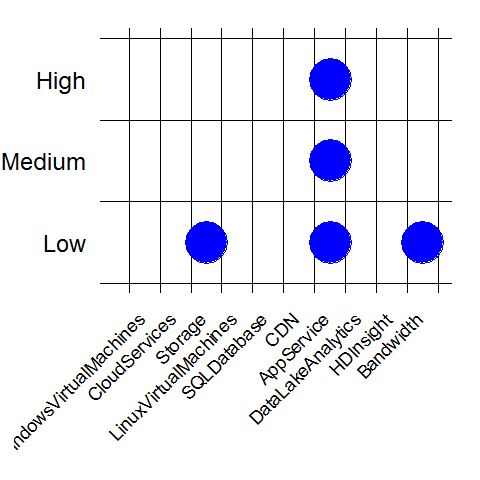 High
Medium
Low
ndowsVirtualMachines
CloudServices
Storage
LinuxVirtualMachines
SQLDatabase
CDN
AppService
DataLakeAnalytics
HDInsight
Bandwidth